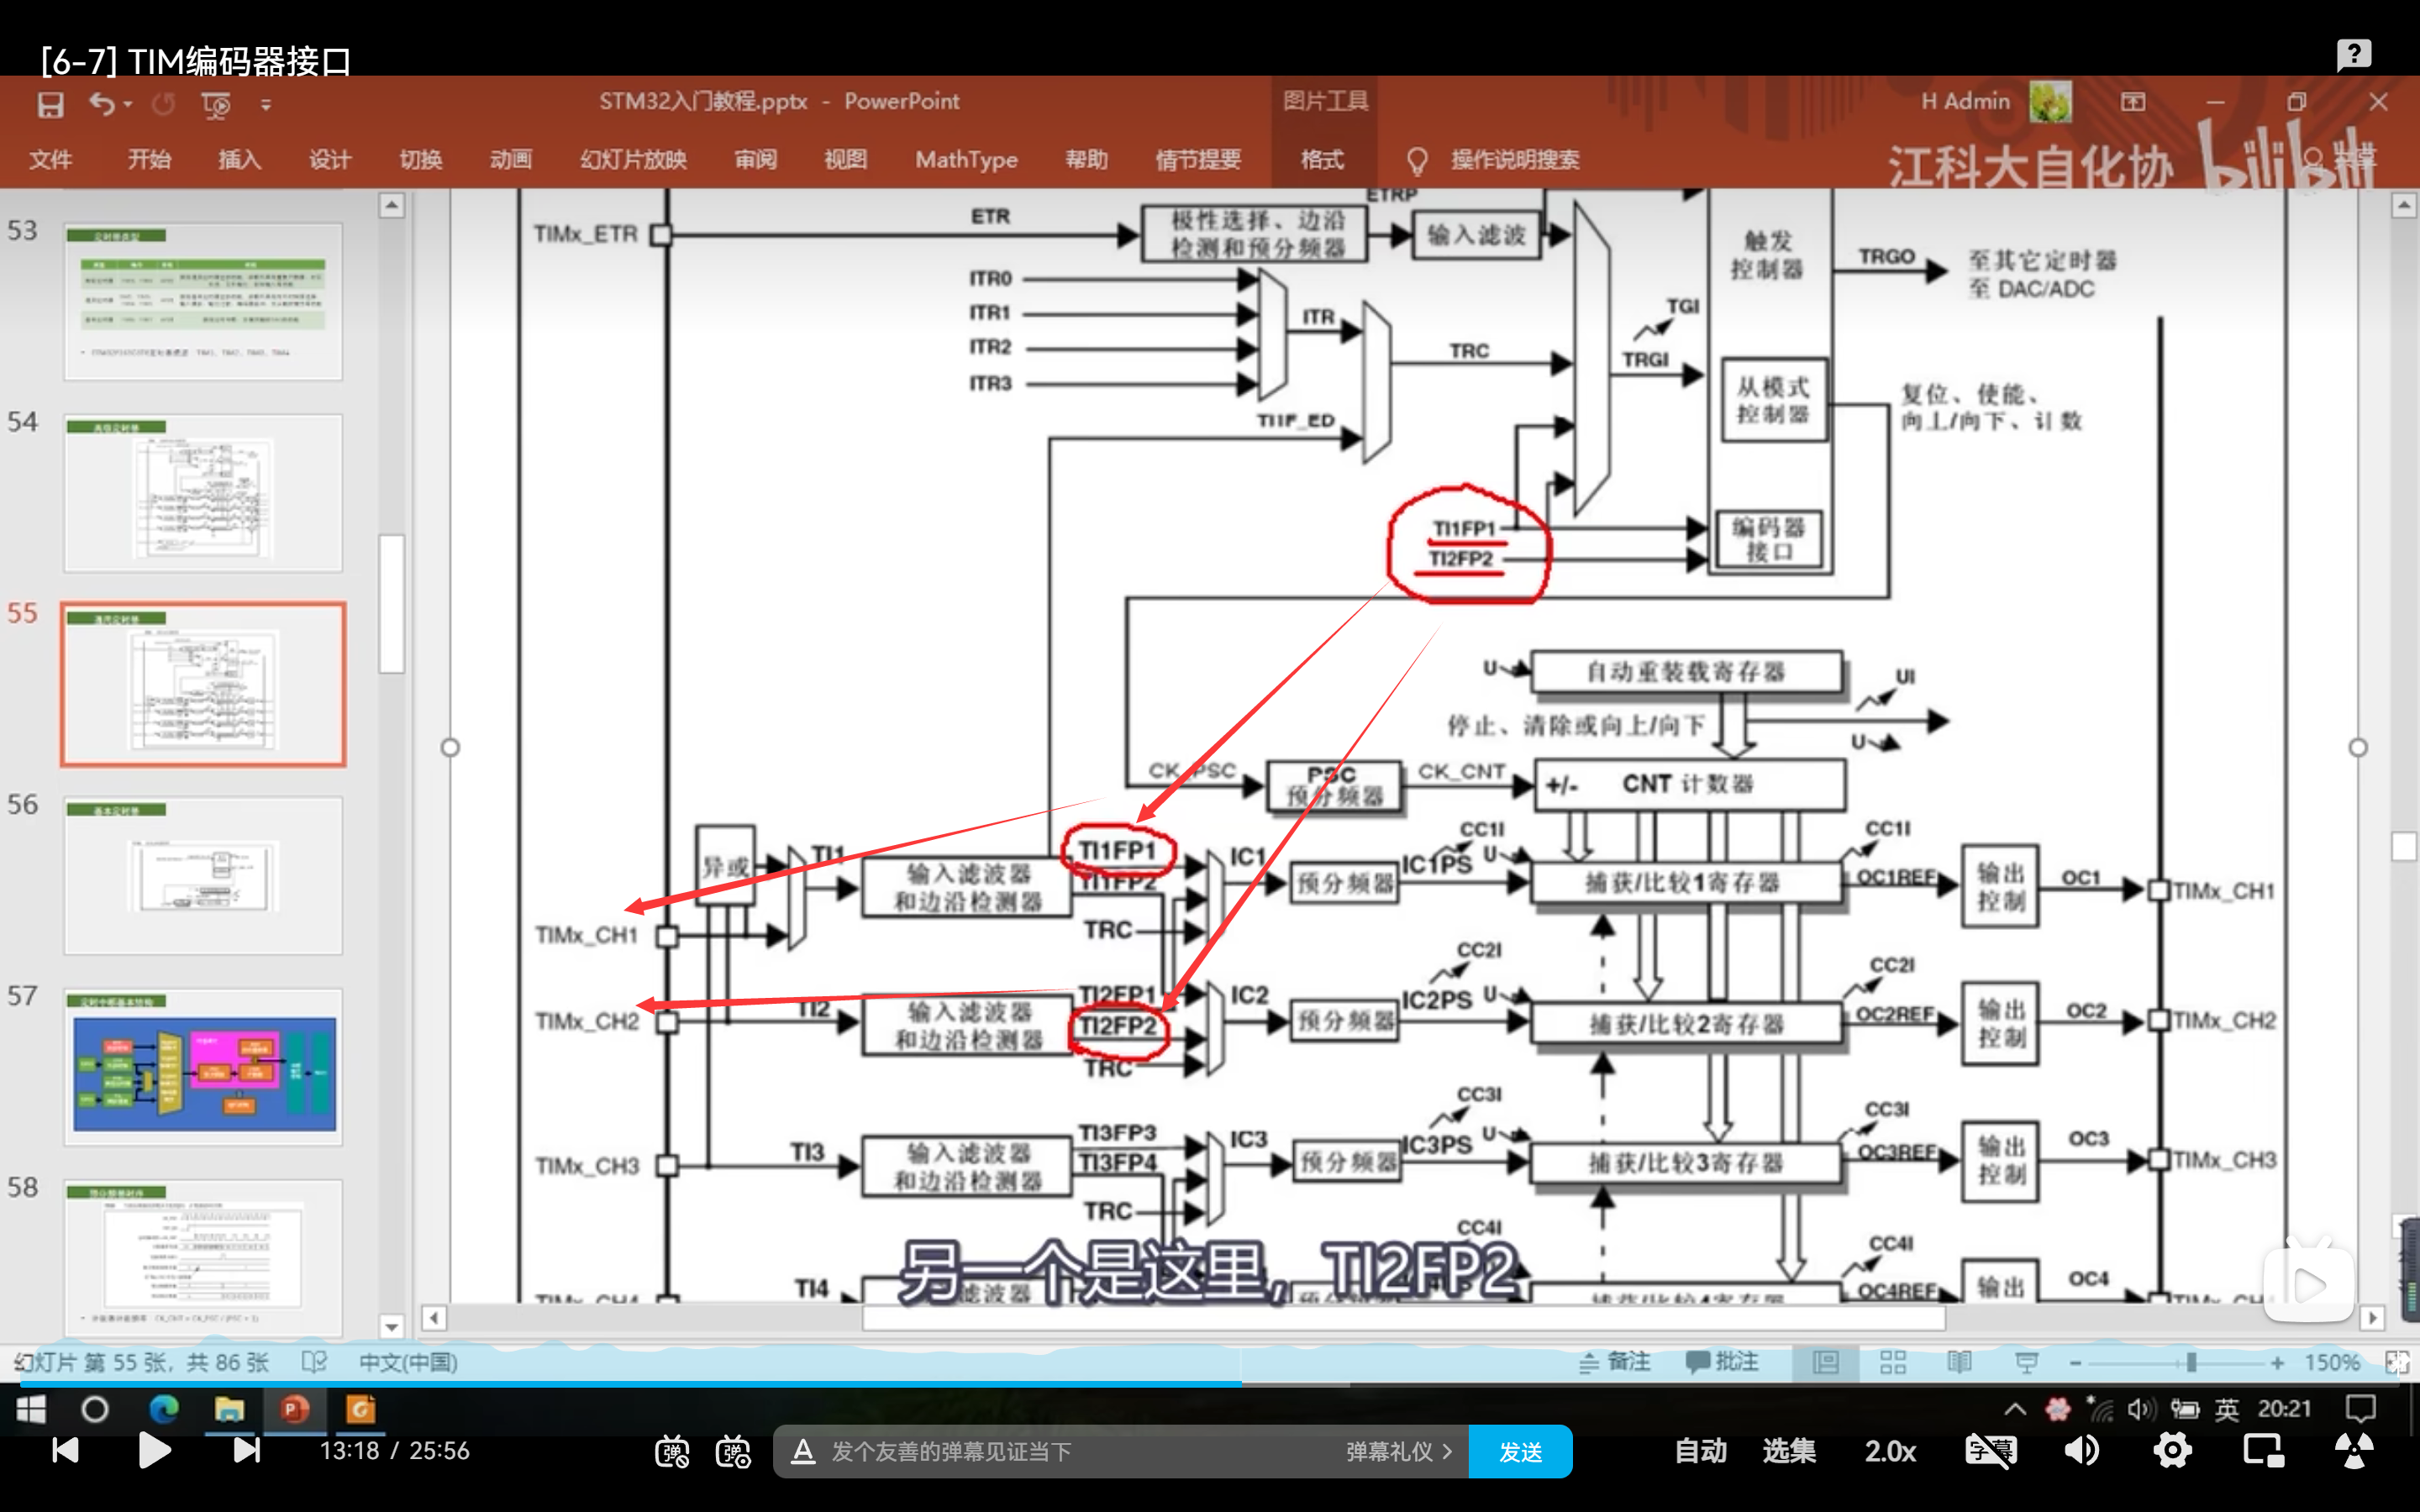 [6-7] TIM编码器接口
STM32入门教程.pptx - PowerPoint
图片工具
H Admin
文件 开始 插入 设计 切换 动画 幻灯片放映 审阅 视图 MathType 帮助 情节提要 格式 操作说明搜索
江科大自化协 bilibili
53
54
55
56
57
58
ETRP
TIMx_ETR
ETR
极性选择、边沿
检测和预分频器
输入滤波
触发
控制器
TRGO
至其它定时器
至 DAC/ADC
ITR0
ITR1
ITR2
ITR3
ITR
TRC
TGI
TRGI
从模式
控制器
复位、使能、
向上/向下、计数
TI1F_ED
TI1FP1
TI2FP2
编码器
接口
U
自动重装载寄存器
UI
停止、清除或向上/向下
U
CK_PSC
PSC
预分频器
CK_CNT
+/- CNT 计数器
异或
TI1
输入滤波器
和边沿检测器
TI1FP1
TI1FP2
TRC
IC1
预分频器
IC1PS
CC1I
U
捕获/比较1寄存器
CC1I
OC1REF
输出
控制
OC1
TIMx_CH1
TIMx_CH1
TIMx_CH2
TI2
输入滤波器
和边沿检测器
TI2FP1
TI2FP2
TRC
IC2
预分频器
IC2PS
CC2I
U
捕获/比较2寄存器
CC2I
OC2REF
输出
控制
OC2
TIMx_CH2
TIMx_CH3
TI3
输入滤波器
和边沿检测器
TI3FP3
TI3FP4
TRC
IC3
预分频器
IC3PS
CC3I
U
捕获/比较3寄存器
CC3I
OC3REF
输出
控制
OC3
TIMx_CH3
TI4
CC4I
CC4I
OC4REF
输出
OC4
另一个是这里，TI2FP2
幻灯片 第 55 张，共 86 张 中文(中国)
备注 批注 150%
英 20:21
13:18 / 25:56
发个友善的弹幕见证当下
弹幕礼仪 >
发送
自动 选集 2.0x 字幕